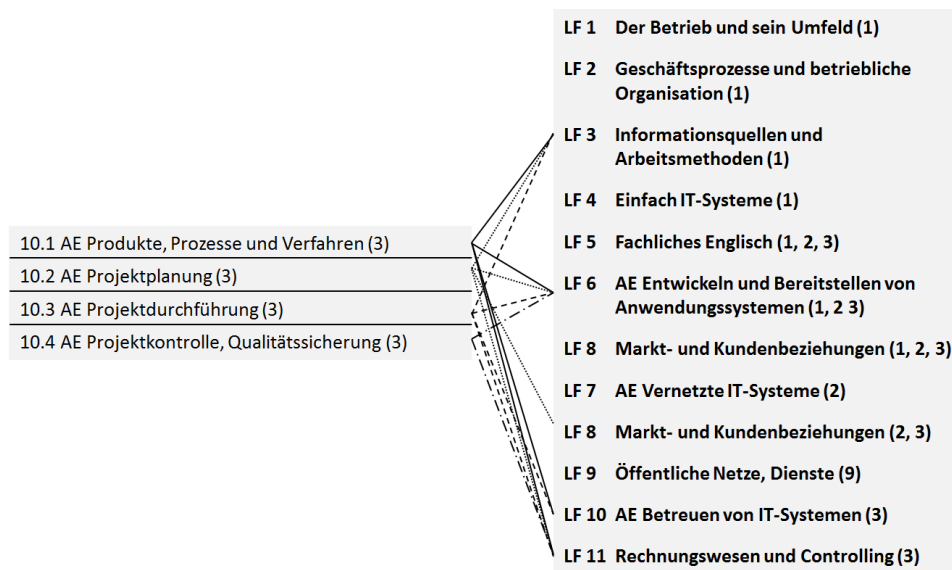 LF 1 Der Betrieb und sein Umfeld (1)
LF 2 Geschäftsprozesse und betriebliche
Organisation (1)
LF 3 Informationsquellen und
Arbeitsmethoden (1)
LF 4 Einfach IT-Systeme (1)
LF 5 Fachliches Englisch (1, 2, 3)
LF 6 AE Entwickeln und Bereitstellen von
Anwendungssystemen (1, 2 3)
LF 8 Markt- und Kundenbeziehungen (1, 2, 3)
LF 7 AE Vernetzte IT-Systeme (2)
LF 8 Markt- und Kundenbeziehungen (2, 3)
LF 9 Öffentliche Netze, Dienste (9)
LF 10 AE Betreuen von IT-Systemen (3)
LF 11 Rechnungswesen und Controlling (3)
10.1 AE Produkte, Prozesse und Verfahren (3)
10.2 AE Projektplanung (3)
10.3 AE Projektdurchführung (3)
10.4 AE Projektkontrolle, Qualitätssicherung (3)